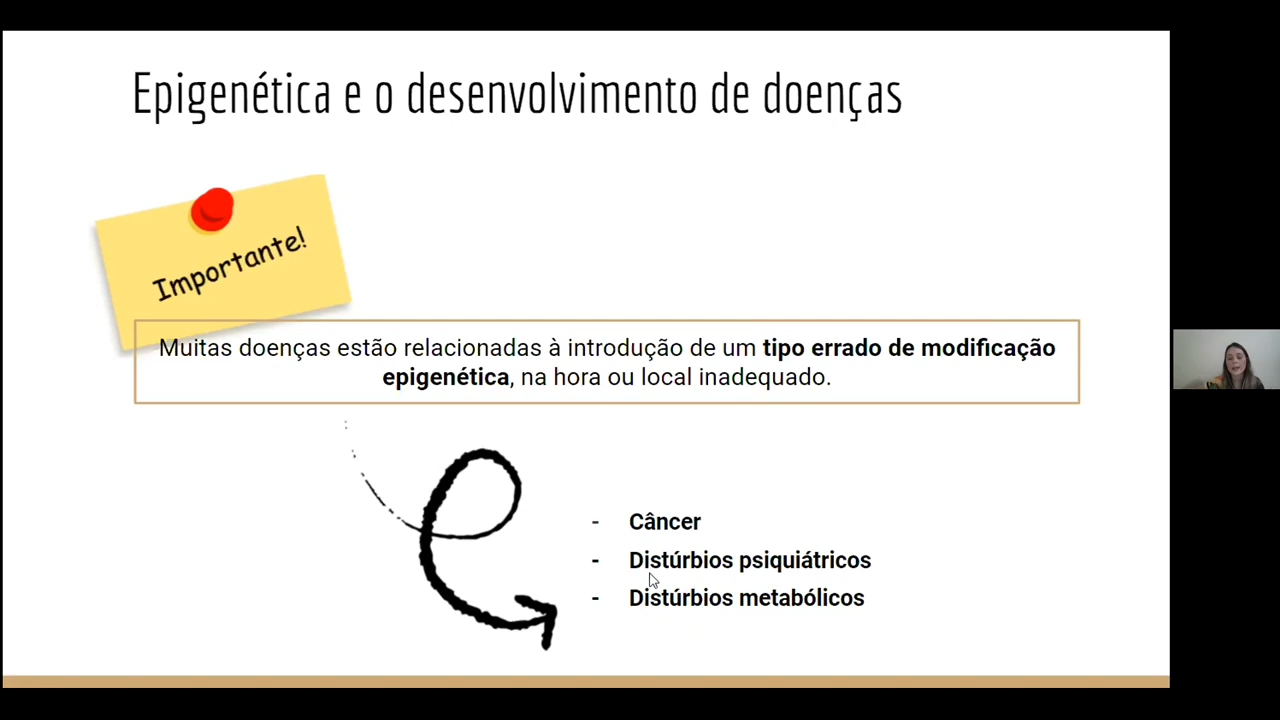 Epigenética e o desenvolvimento de doenças
Importante!
Muitas doenças estão relacionadas à introdução de um tipo errado de modificação
epigenética, na hora ou local inadequado.
- Câncer
- Distúrbios psiquiátricos
- Distúrbios metabólicos